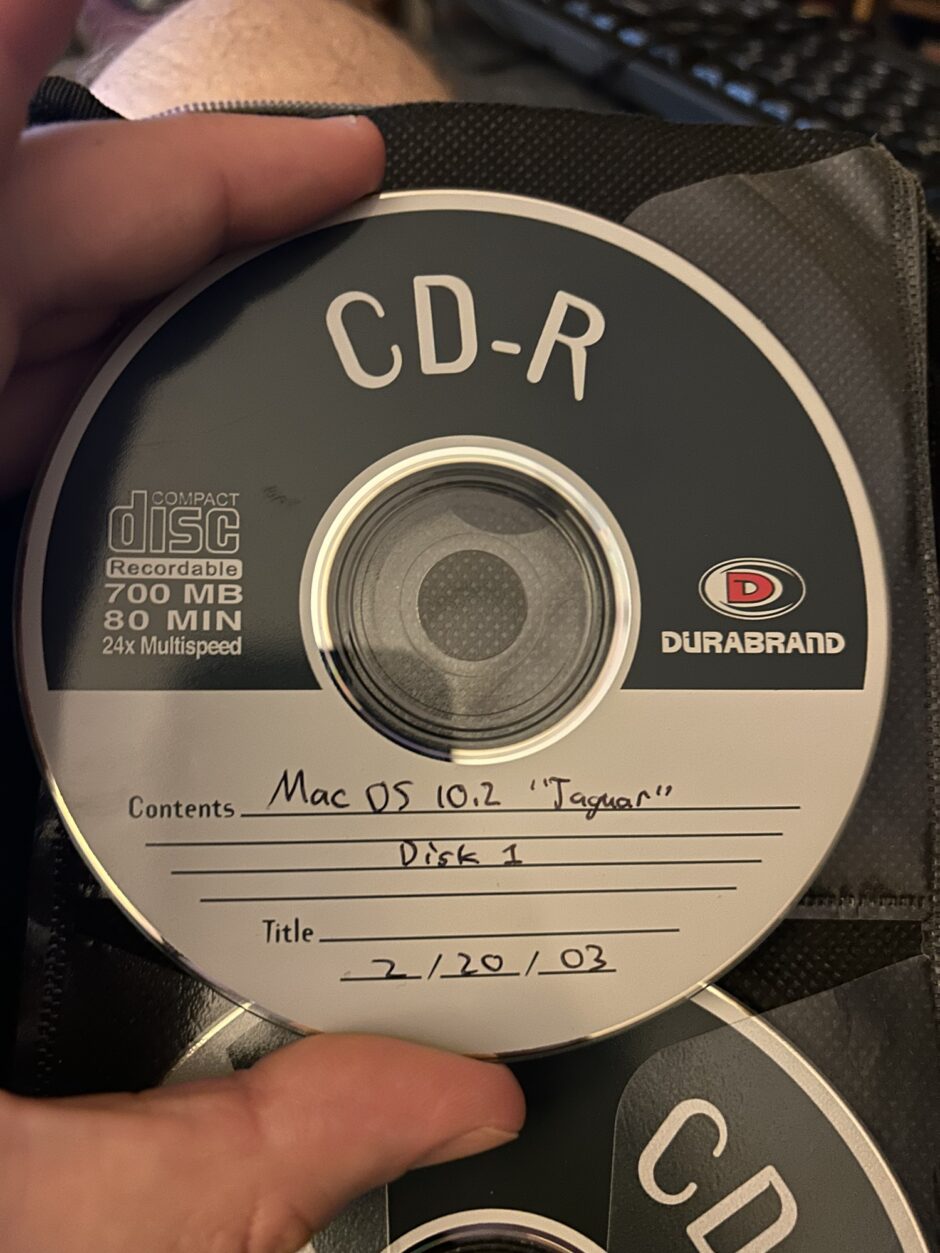 CD-R
COMPACT
disc
Recordable
700 MB
80 MIN
24x Multispeed
D
DURABRAND
Contents Mac OS 10.2 "Jaguar"
Disk 1
Title
2/20/03
CD